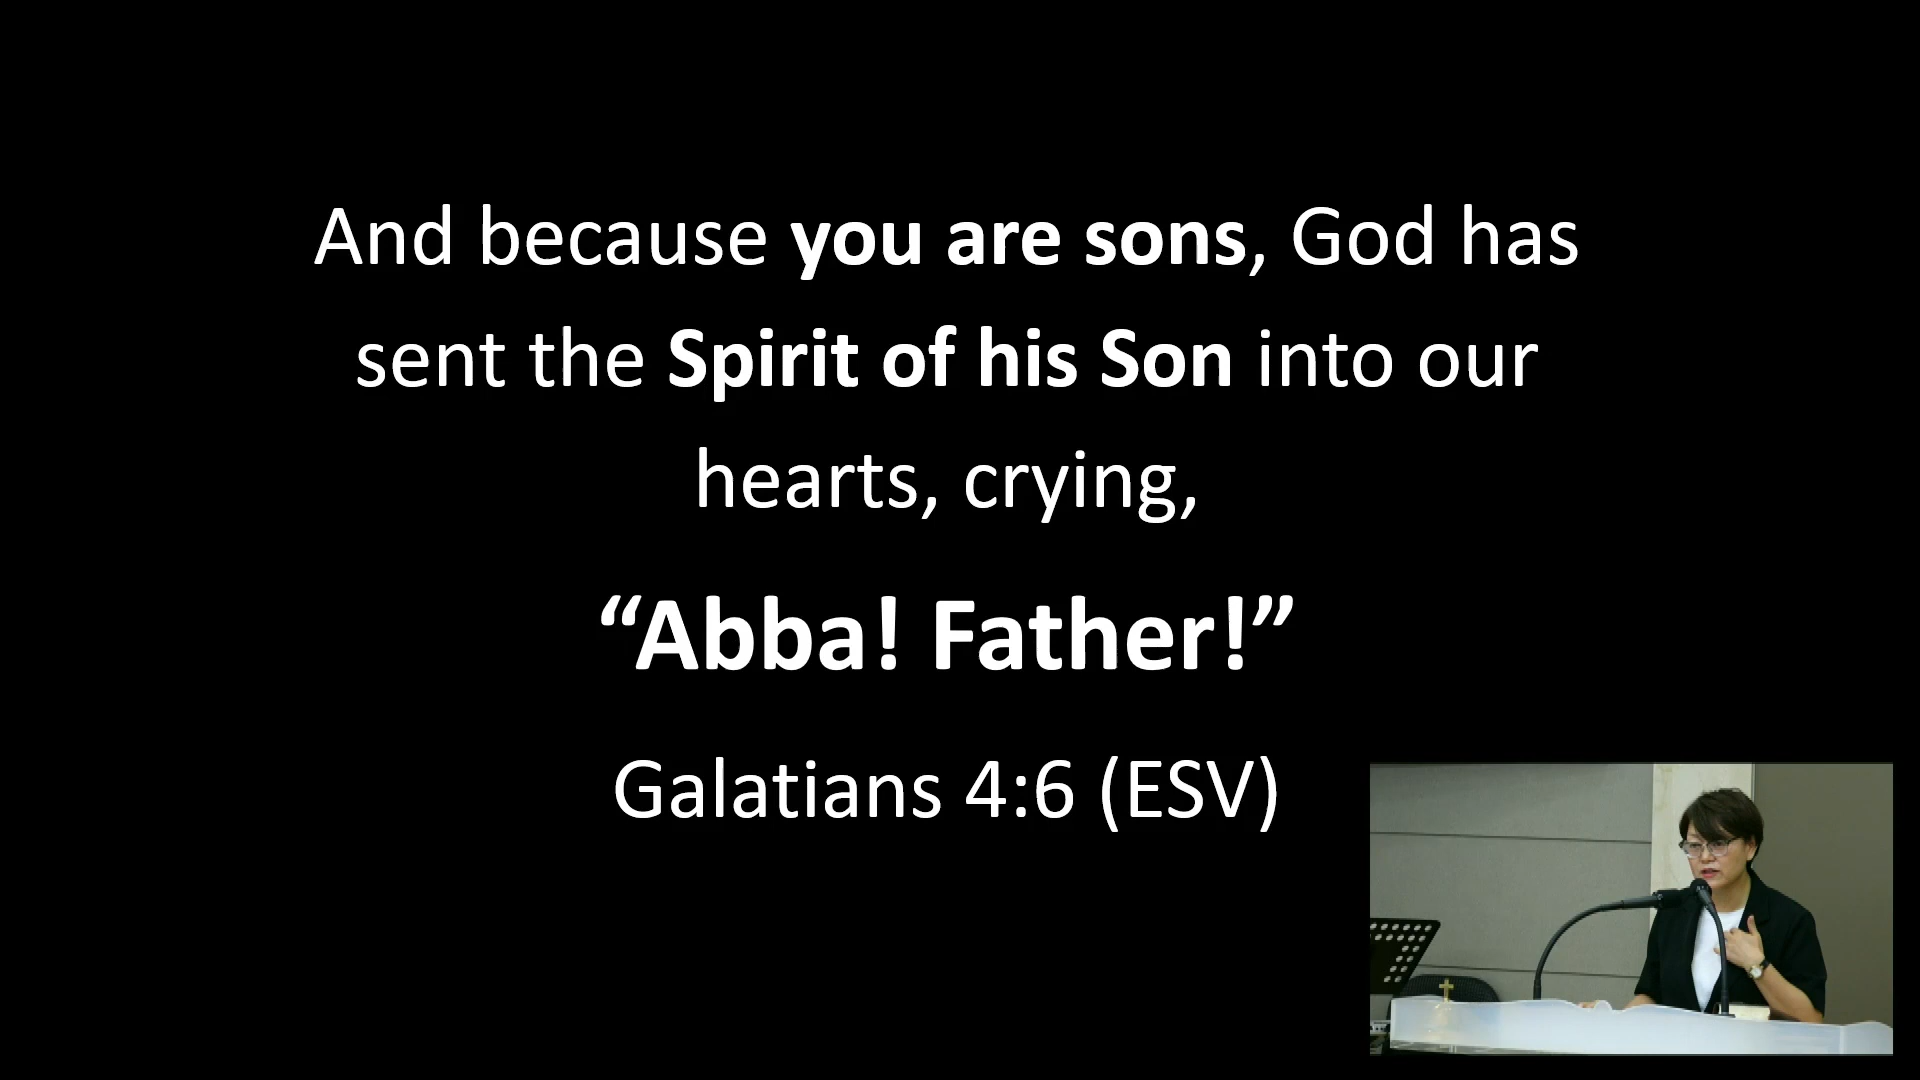 And because you are sons, God has
sent the Spirit of his Son into our
hearts, crying,
“Abba! Father!”
Galatians 4:6 (ESV)